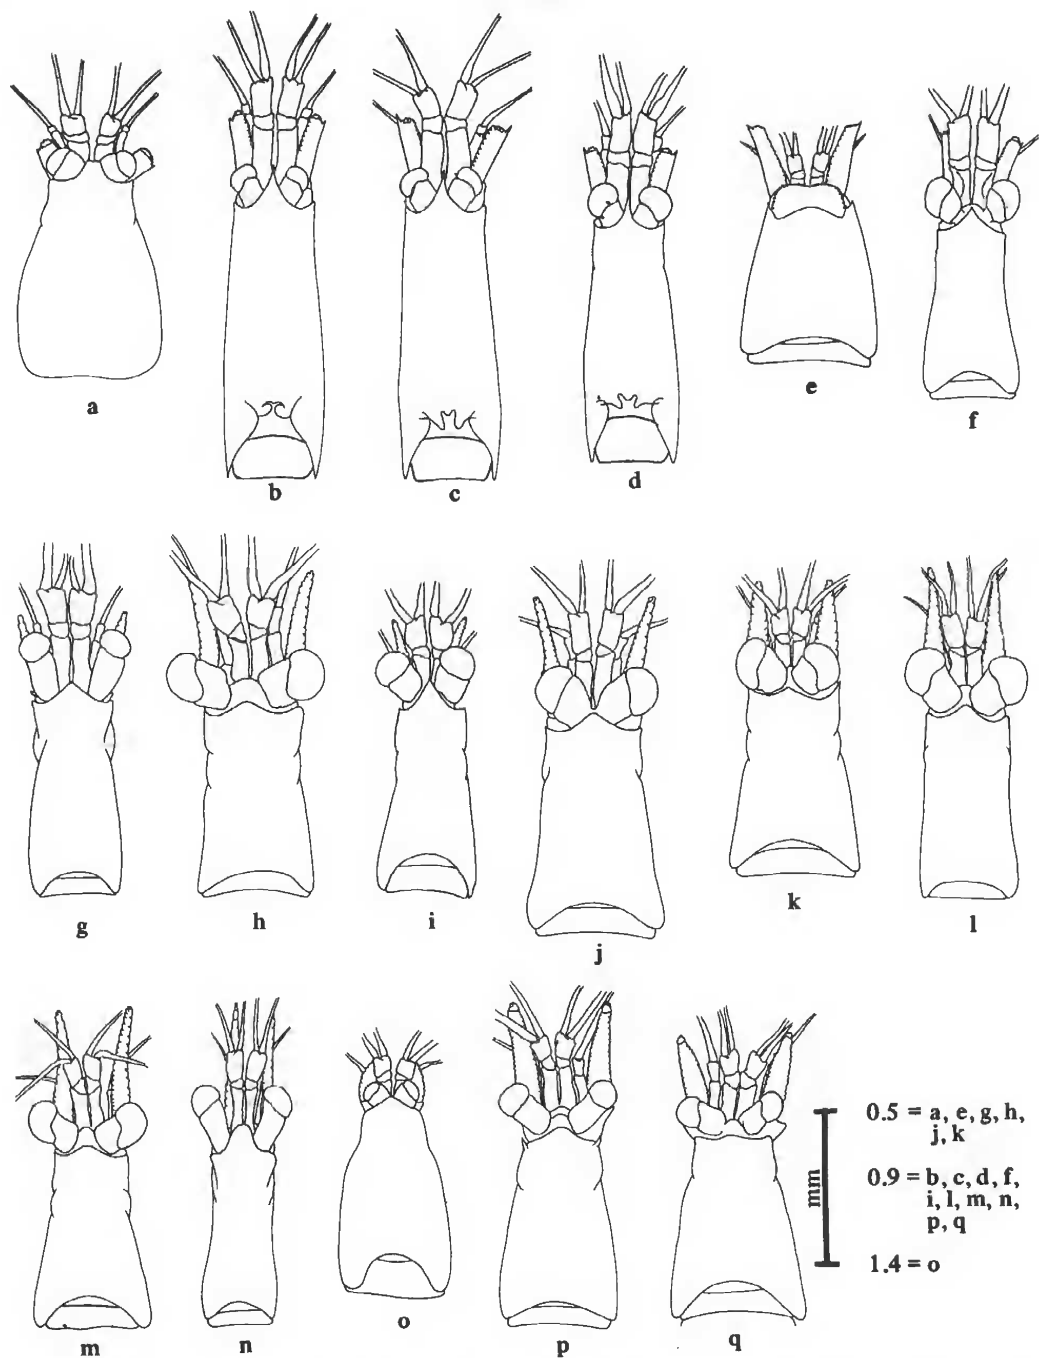 a
b
c
d
e
f
g
h
i
j
k
l
m
n
o
p
q
mm
0.5 = a, e, g, h,
j, k
0.9 = b, c, d, f,
i, l, m, n,
p, q
1.4 = o